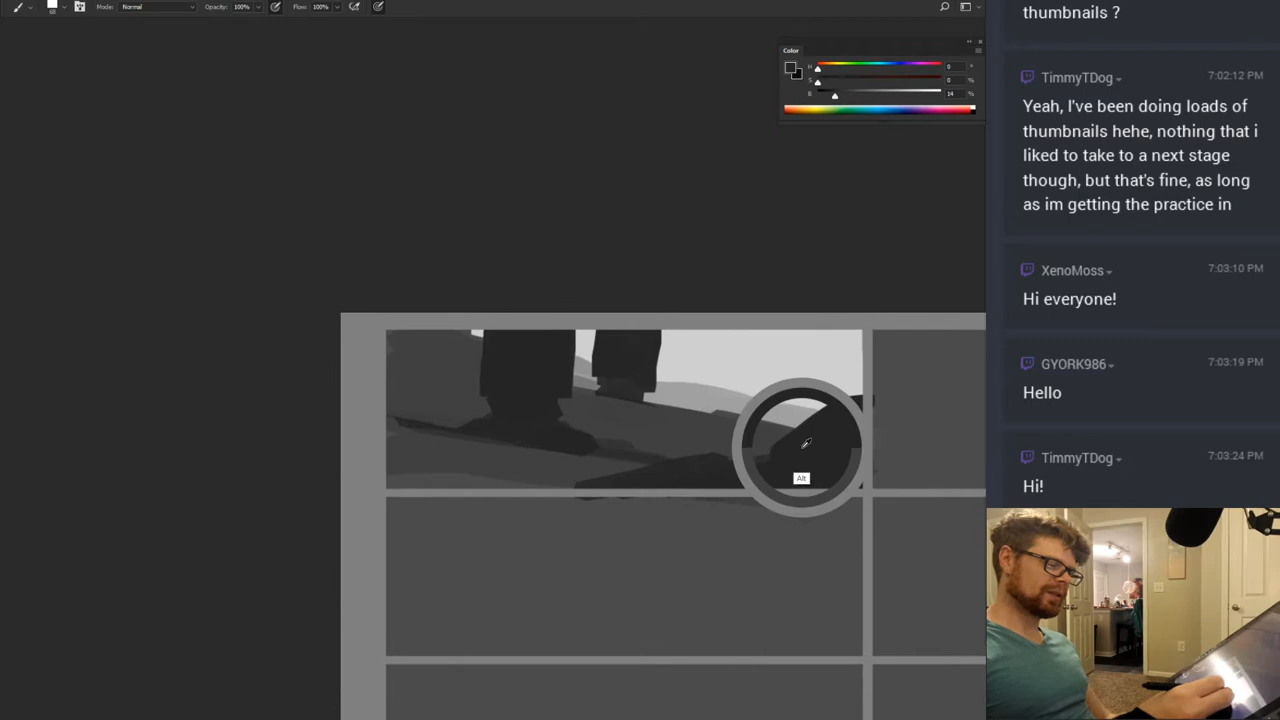 Mode: Normal Opacity: 100% Flow: 100%
Color
H 0 °
S 0 %
B 14 %
Alt
thumbnails ?
TimmyTDog 7:02:12 PM
Yeah, I've been doing loads of
thumbnails hehe, nothing that i
liked to take to a next stage
though, but that's fine, as long
as im getting the practice in
XenoMoss 7:03:10 PM
Hi everyone!
GYORK986 7:03:19 PM
Hello
TimmyTDog 7:03:24 PM
Hi!